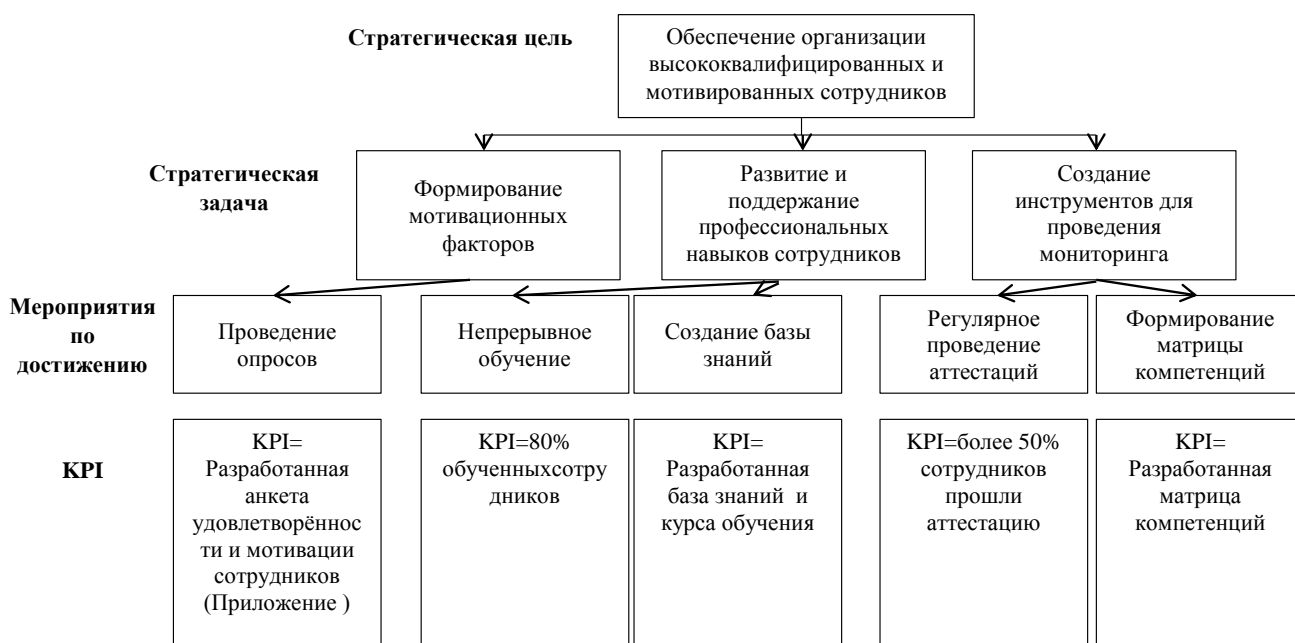 Стратегическая цель
Обеспечение организации
высококвалифицированных и
мотивированных сотрудников
Стратегическая
задача
Формирование
мотивационных
факторов
Развитие и
поддержание
профессиональных
навыков сотрудников
Создание
инструментов для
проведения
мониторинга
Мероприятия
по
достижению
Проведение
опросов
Непрерывное
обучение
Создание базы
знаний
Регулярное
проведение
аттестаций
Формирование
матрицы
компетенций
KPI
KPI=
Разработанная
анкета
удовлетворённос
ти и мотивации
сотрудников
(Приложение )
KPI=80%
обученныхсотру
дников
KPI=
Разработанная
база знаний и
курса обучения
KPI=более 50%
сотрудников
прошли
аттестацию
KPI=
Разработанная
матрица
компетенций